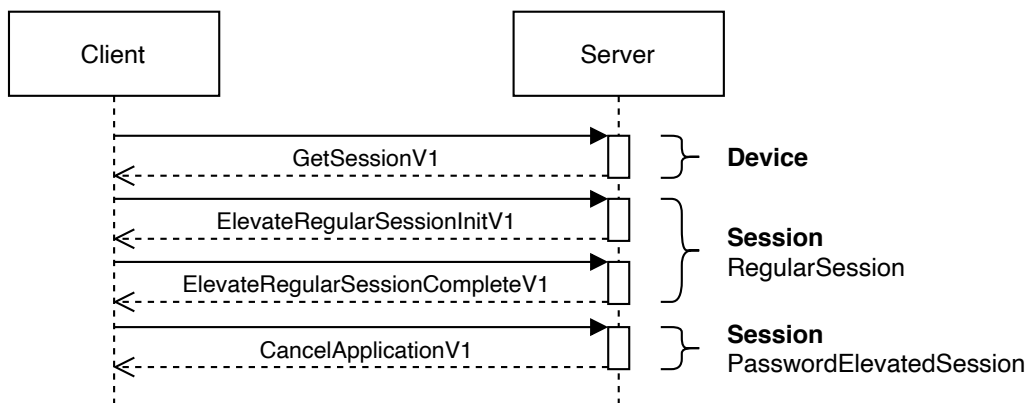 Client
Server
GetSessionV1
Device
ElevateRegularSessionInitV1
ElevateRegularSessionCompleteV1
Session
RegularSession
CancelApplicationV1
Session
PasswordElevatedSession